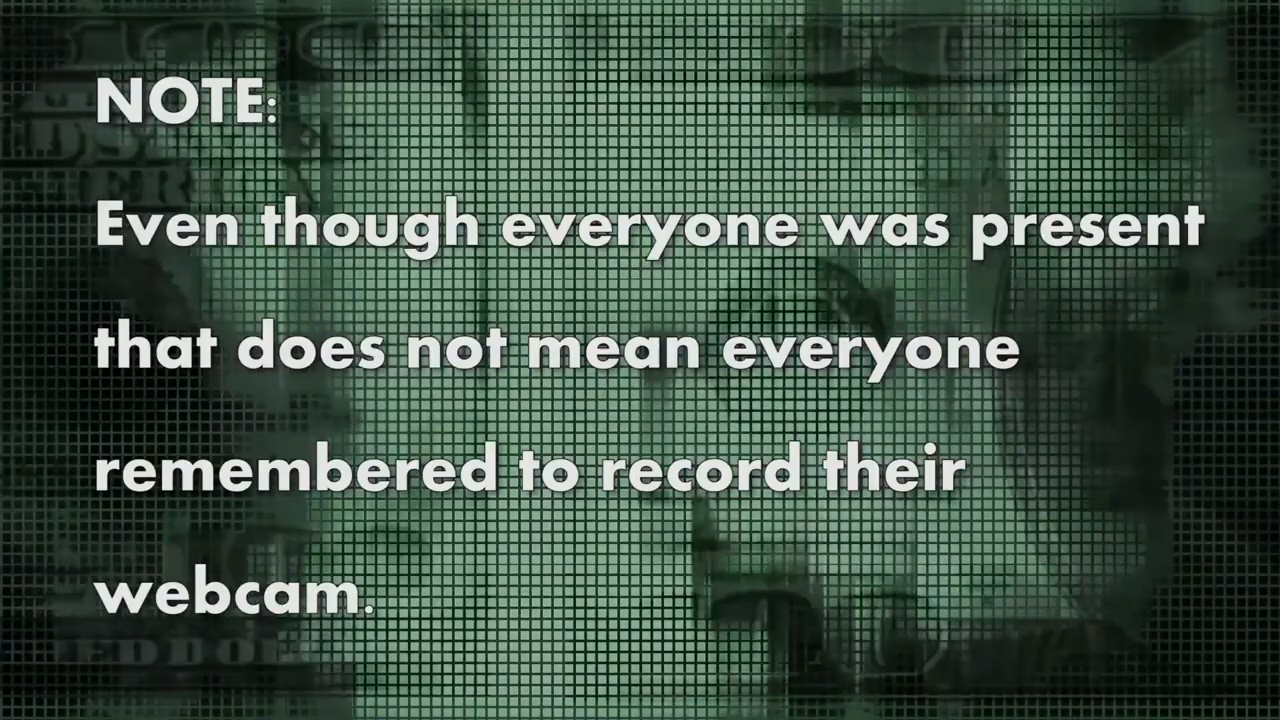 NOTE:
Even though everyone was present
that does not mean everyone
remembered to record their
webcam.